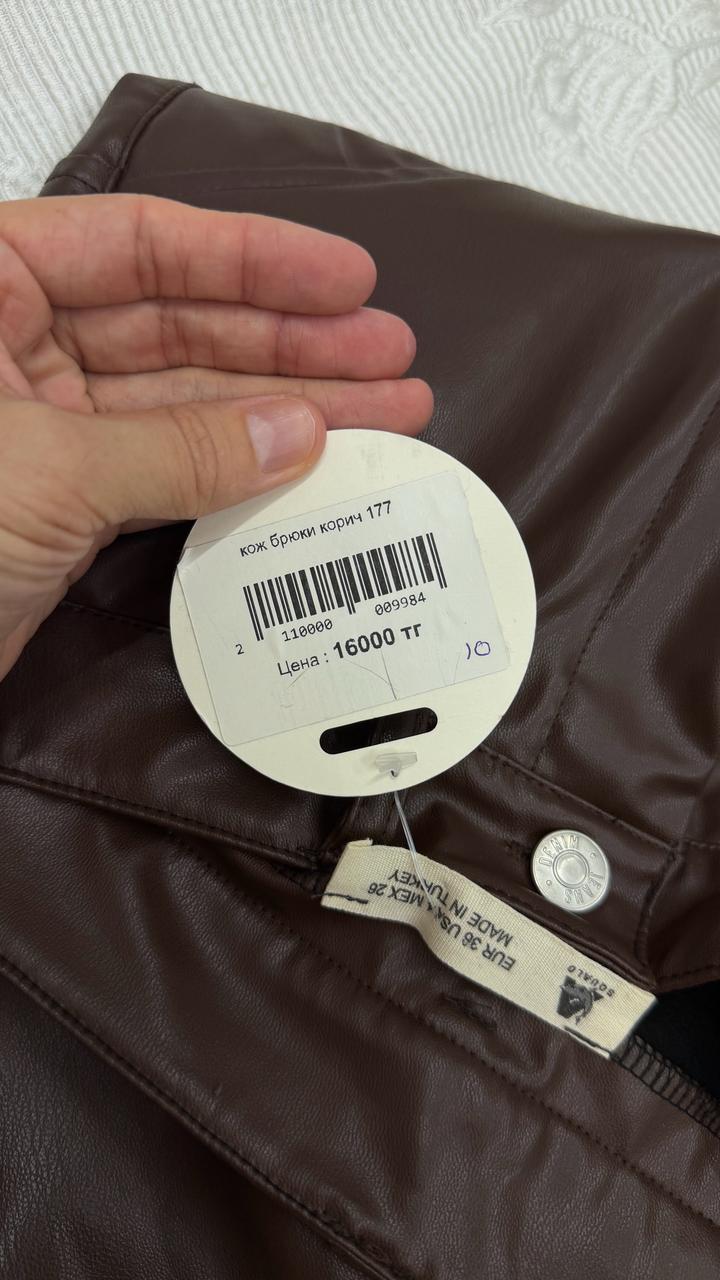 кож брюки корич 177
2 110000 009984
Цена : 16000 тг
10
DENIM
JEANS
SQUALO
EUR 36 USA 4 MEX 26
MADE IN TURKEY